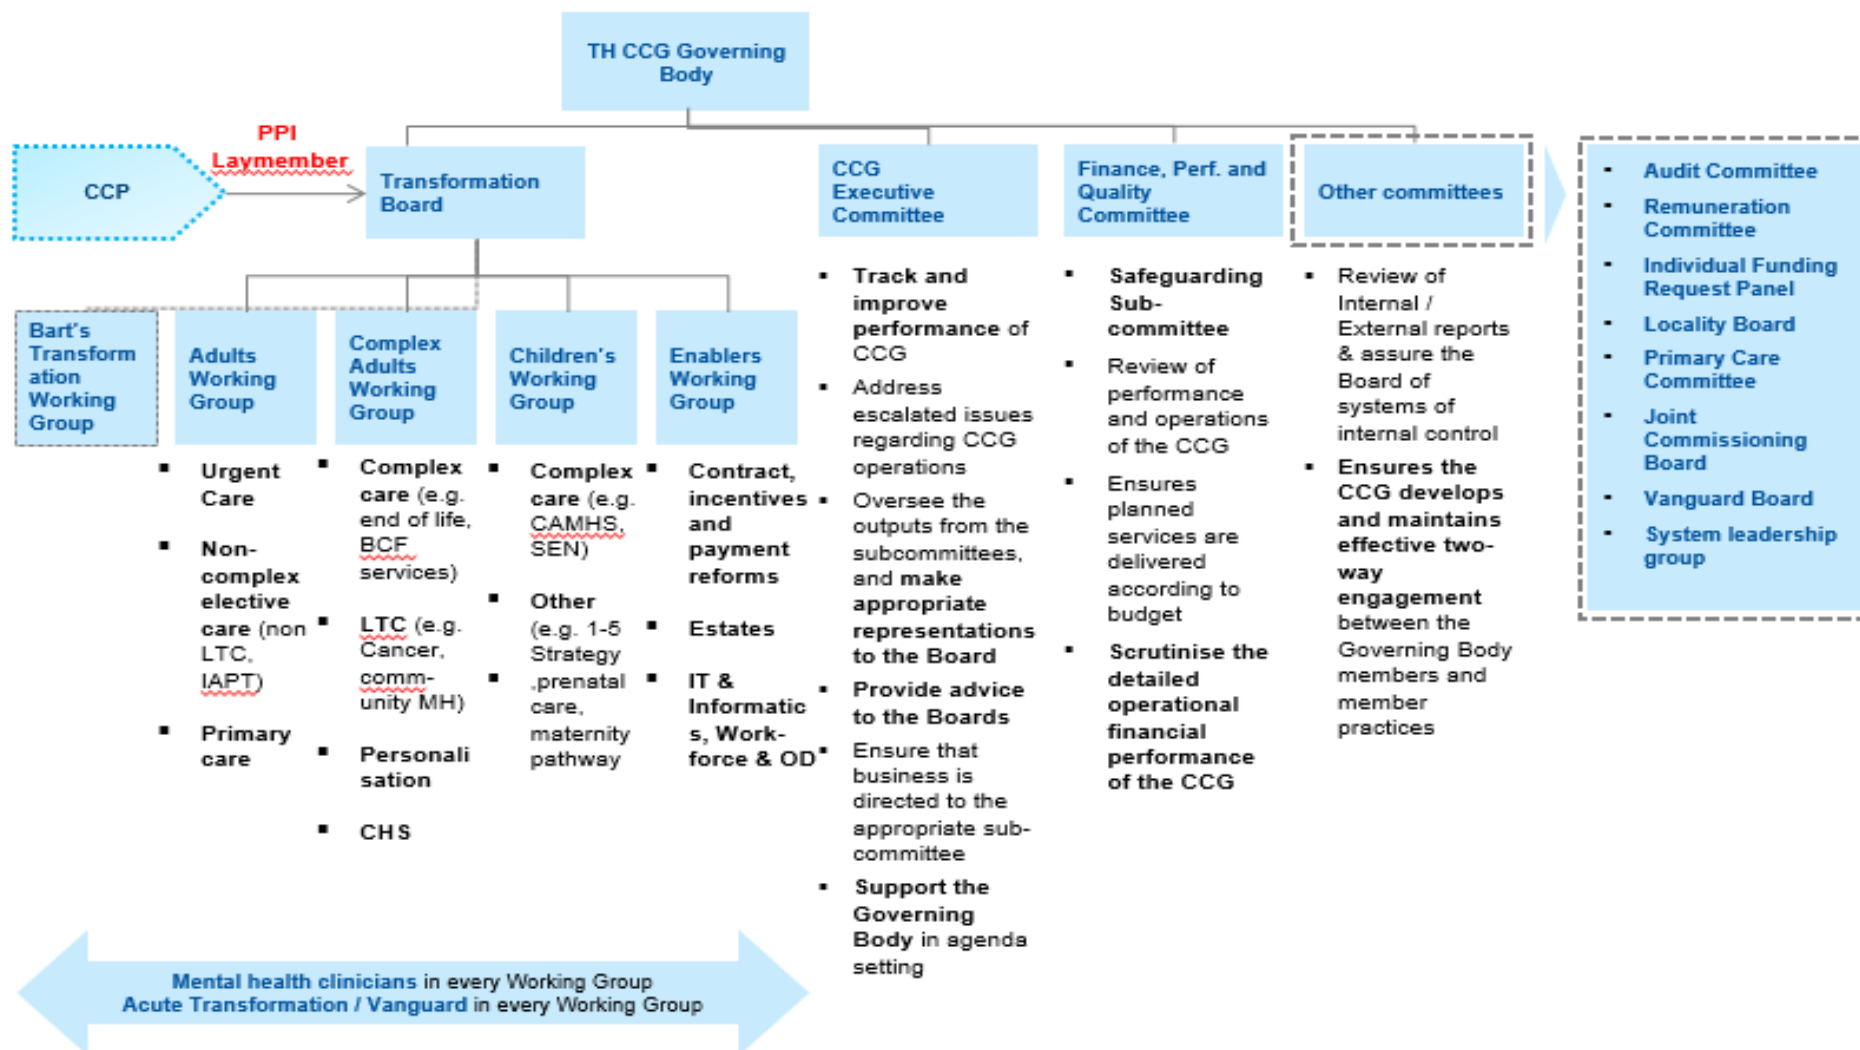 TH CCG Governing
Body
PPI
Laymember
CCP
Transformation
Board
CCG
Executive
Committee
Finance, Perf. and
Quality
Committee
Other committees
▪ Audit Committee
▪ Remuneration
Committee
▪ Individual Funding
Request Panel
▪ Locality Board
▪ Primary Care
Committee
▪ Joint
Commissioning
Board
▪ Vanguard Board
▪ System leadership
group
Bart's
Transform
ation
Working
Group
Adults
Working
Group
Complex
Adults
Working
Group
Children's
Working
Group
Enablers
Working
Group
▪ Urgent
Care
▪ Non-
complex
elective
care (non
LTC,
IAPT)
▪ Primary
care
▪ Complex
care (e.g.
end of life,
BCF
services)
▪ LTC (e.g.
Cancer,
comm-
unity MH)
▪ Personali
sation
▪ CHS
▪ Complex
care (e.g.
CAMHS,
SEN)
▪ Other
(e.g. 1-5
Strategy
▪ ,prenatal
care,
maternity
pathway
▪ Contract,
incentives
and
payment
reforms
▪ Estates
▪ IT &
Informatic
s, Work-
force & OD
▪ Track and
improve
performance of
CCG
▪ Address
escalated issues
regarding CCG
operations
▪ Oversee the
outputs from the
subcommittees,
and make
appropriate
representations
to the Board
▪ Provide advice
to the Boards
▪ Ensure that
business is
directed to the
appropriate sub-
committee
▪ Support the
Governing
Body in agenda
setting
▪ Safeguarding
Sub-
committee
▪ Review of
performance
and operations
of the CCG
▪ Ensures
planned
services are
delivered
according to
budget
▪ Scrutinise the
detailed
operational
financial
performance
of the CCG
▪ Review of
Internal /
External reports
& assure the
Board of
systems of
internal control
▪ Ensures the
CCG develops
and maintains
effective two-
way
engagement
between the
Governing Body
members and
member
practices
Mental health clinicians in every Working Group
Acute Transformation / Vanguard in every Working Group